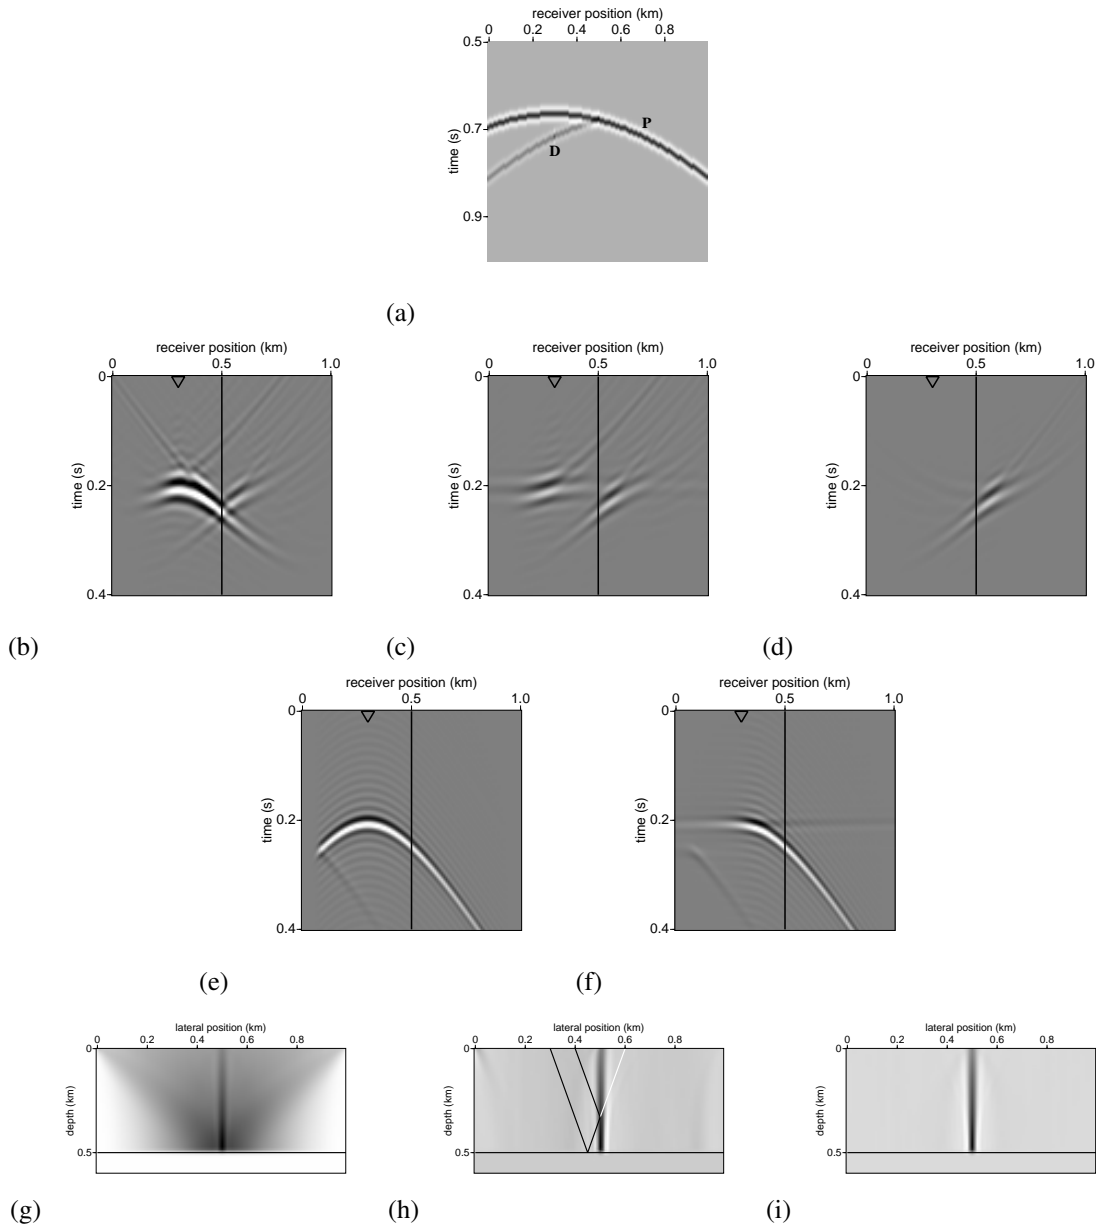 receiver position (km)
0 0.2 0.4 0.6 0.8
0.5
0.7
0.9
time (s)
P
D
(a)
receiver position (km) receiver position (km) receiver position (km)
0 0.5 1.0 0 0.5 1.0 0 0.5 1.0
0 0 0
time (s) time (s) time (s)
0.2 0.2 0.2
0.4 0.4 0.4
(b) (c) (d)
receiver position (km) receiver position (km)
0 0.5 1.0 0 0.5 1.0
0 0
time (s) time (s)
0.2 0.2
0.4 0.4
(e) (f)
lateral position (km) lateral position (km) lateral position (km)
0 0.2 0.4 0.6 0.8 0 0.2 0.4 0.6 0.8 0 0.2 0.4 0.6 0.8
0 0 0
depth (km) depth (km) depth (km)
0.5 0.5 0.5
(g) (h) (i)